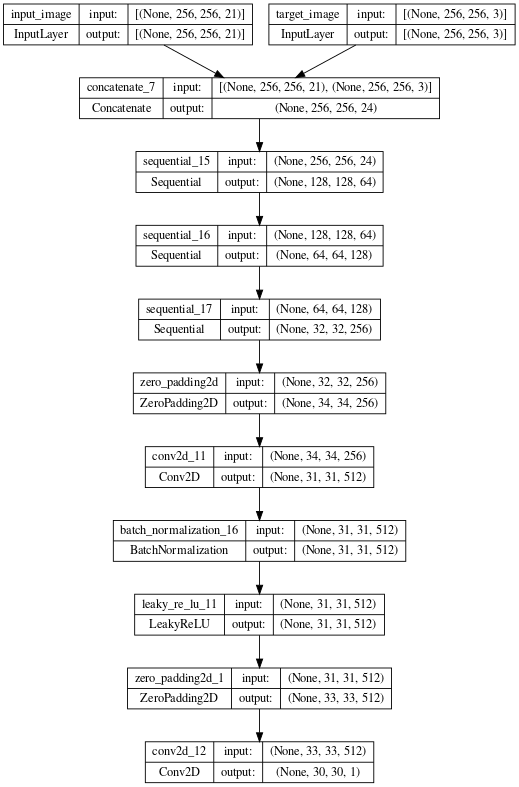 input_image input: [(None, 256, 256, 21)]
InputLayer output: [(None, 256, 256, 21)]
target_image input: [(None, 256, 256, 3)]
InputLayer output: [(None, 256, 256, 3)]
concatenate_7 input: [(None, 256, 256, 21), (None, 256, 256, 3)]
Concatenate output: (None, 256, 256, 24)
sequential_15 input: (None, 256, 256, 24)
Sequential output: (None, 128, 128, 64)
sequential_16 input: (None, 128, 128, 64)
Sequential output: (None, 64, 64, 128)
sequential_17 input: (None, 64, 64, 128)
Sequential output: (None, 32, 32, 256)
zero_padding2d input: (None, 32, 32, 256)
ZeroPadding2D output: (None, 34, 34, 256)
conv2d_11 input: (None, 34, 34, 256)
Conv2D output: (None, 31, 31, 512)
batch_normalization_16 input: (None, 31, 31, 512)
BatchNormalization output: (None, 31, 31, 512)
leaky_re_lu_11 input: (None, 31, 31, 512)
LeakyReLU output: (None, 31, 31, 512)
zero_padding2d_1 input: (None, 31, 31, 512)
ZeroPadding2D output: (None, 33, 33, 512)
conv2d_12 input: (None, 33, 33, 512)
Conv2D output: (None, 30, 30, 1)